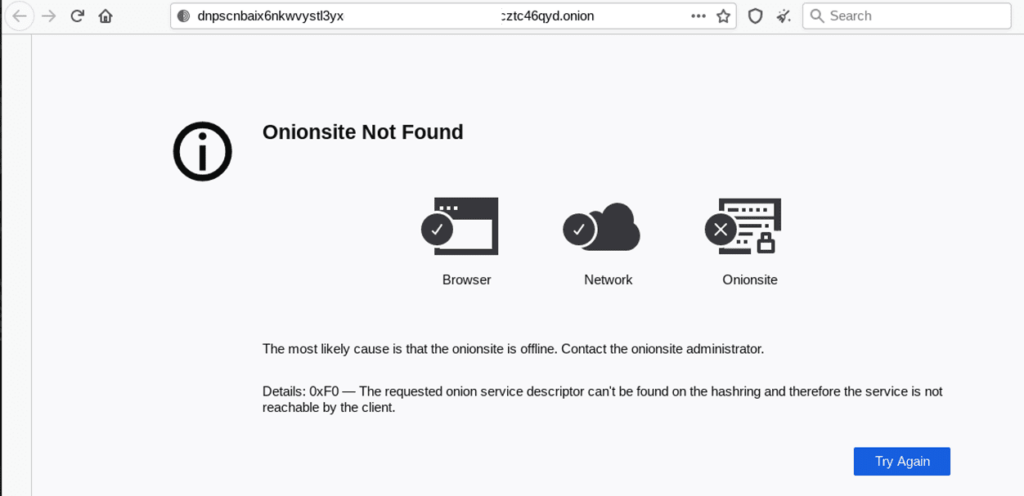 dnpscnbaix6nkwvystl3yx cztc46qyd.onion Search
Onionsite Not Found
Browser Network Onionsite
The most likely cause is that the onionsite is offline. Contact the onionsite administrator.
Details: 0xF0 — The requested onion service descriptor can't be found on the hashring and therefore the service is not
reachable by the client.
Try Again